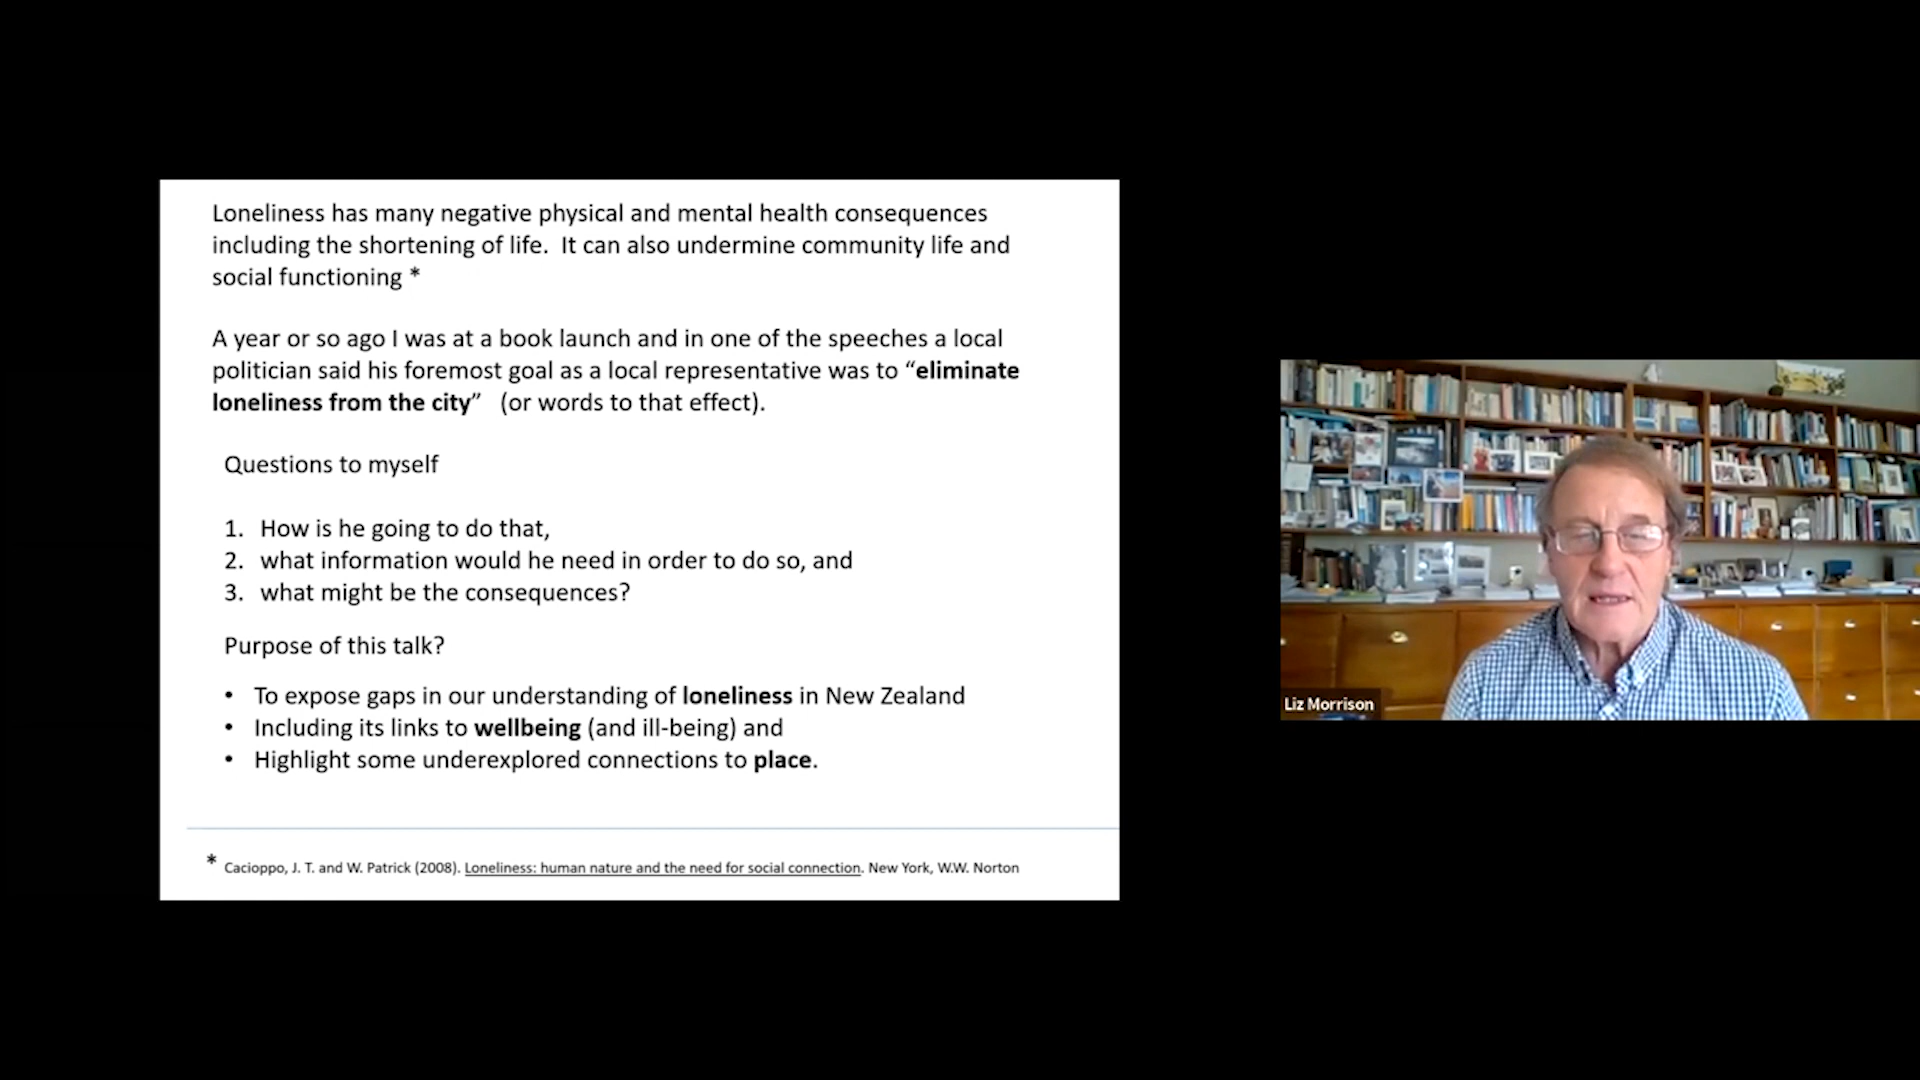 Loneliness has many negative physical and mental health consequences
including the shortening of life.  It can also undermine community life and
social functioning *
A year or so ago I was at a book launch and in one of the speeches a local
politician said his foremost goal as a local representative was to “eliminate
loneliness from the city”   (or words to that effect).
Questions to myself
1. How is he going to do that,
2. what information would he need in order to do so, and
3. what might be the consequences?
Purpose of this talk?
• To expose gaps in our understanding of loneliness in New Zealand
• Including its links to wellbeing (and ill-being) and
• Highlight some underexplored connections to place.
* Cacioppo, J. T. and W. Patrick (2008). Loneliness: human nature and the need for social connection. New York, W.W. Norton
Liz Morrison